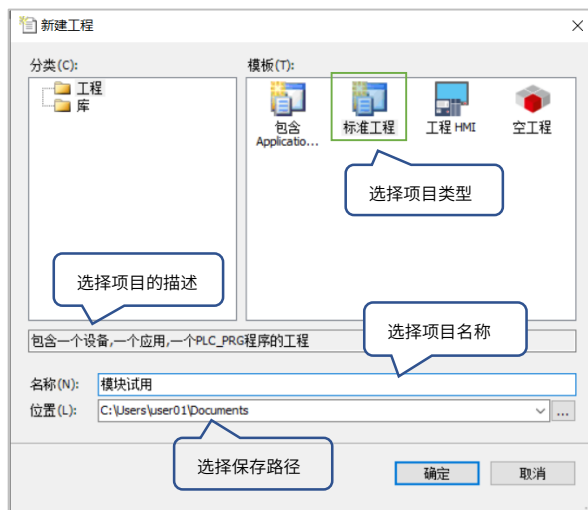 新建工程
分类(C):
模板(T):
工程
库
包含
Applicatio...
标准工程
工程 HMI
空工程
选择项目类型
选择项目的描述
选择项目名称
包含一个设备,一个应用,一个PLC_PRG程序的工程
名称(N):
模块试用
位置(L):
C:\Users\user01\Documents
...
选择保存路径
确定
取消